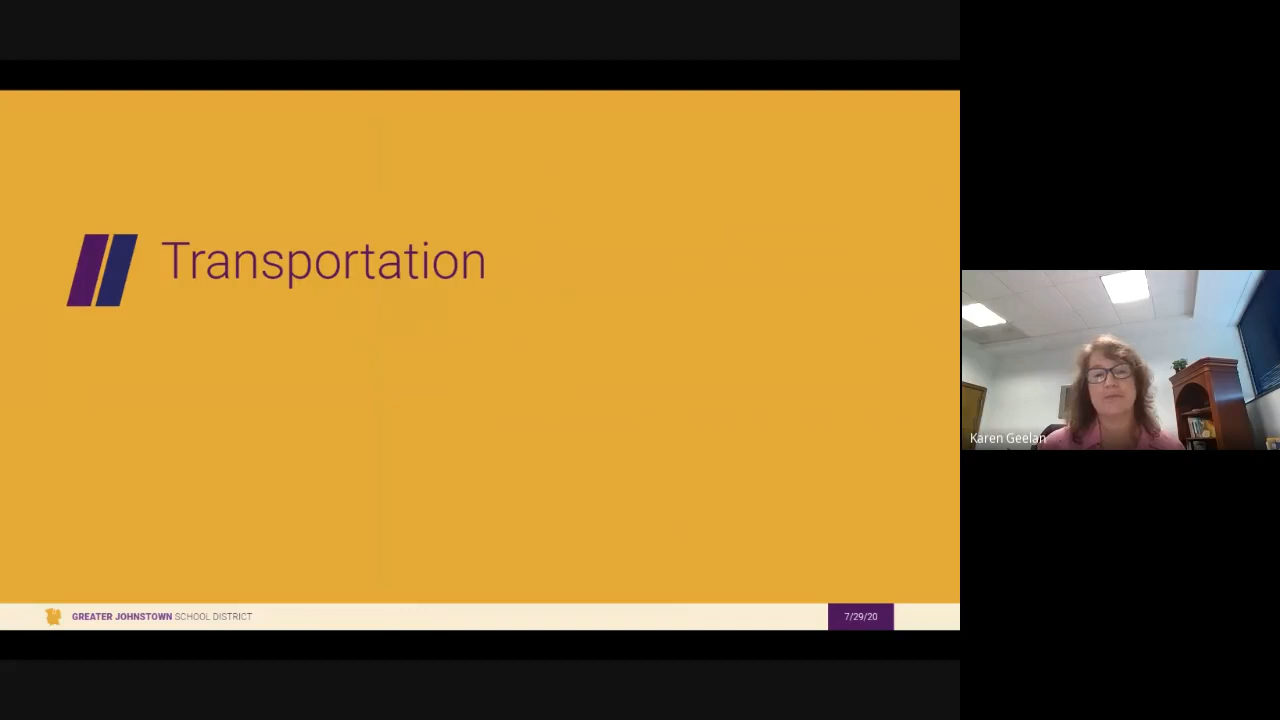 Transportation
GREATER JOHNSTOWN SCHOOL DISTRICT
7/29/20
Karen Geelan